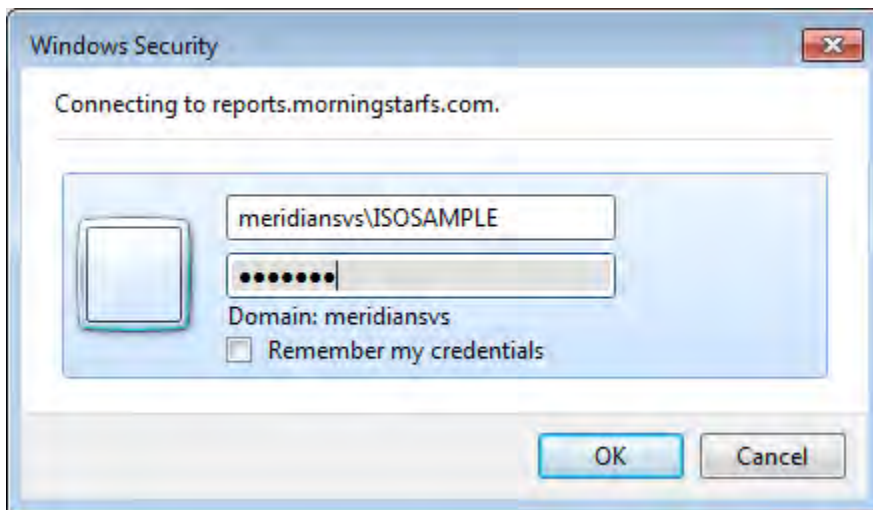 Windows Security
Connecting to reports.morningstarfs.com.
meridiansvs\ISOSAMPLE
●●●●●●●
Domain: meridiansvs
Remember my credentials
OK
Cancel